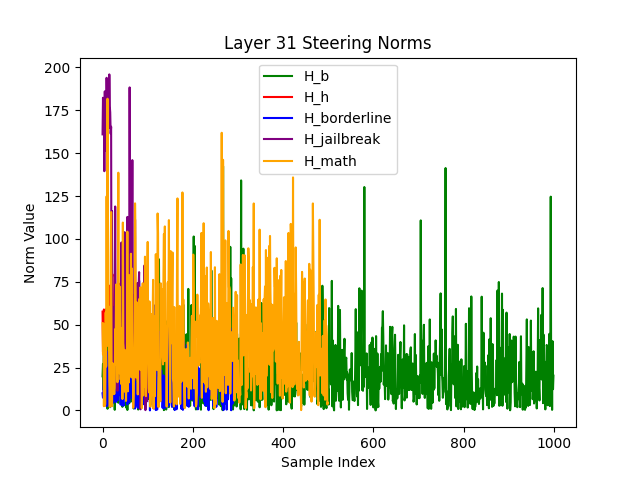 Layer 31 Steering Norms
H_b
H_h
H_borderline
H_jailbreak
H_math
Norm Value
200
175
150
125
100
75
50
25
0
0 200 400 600 800 1000
Sample Index